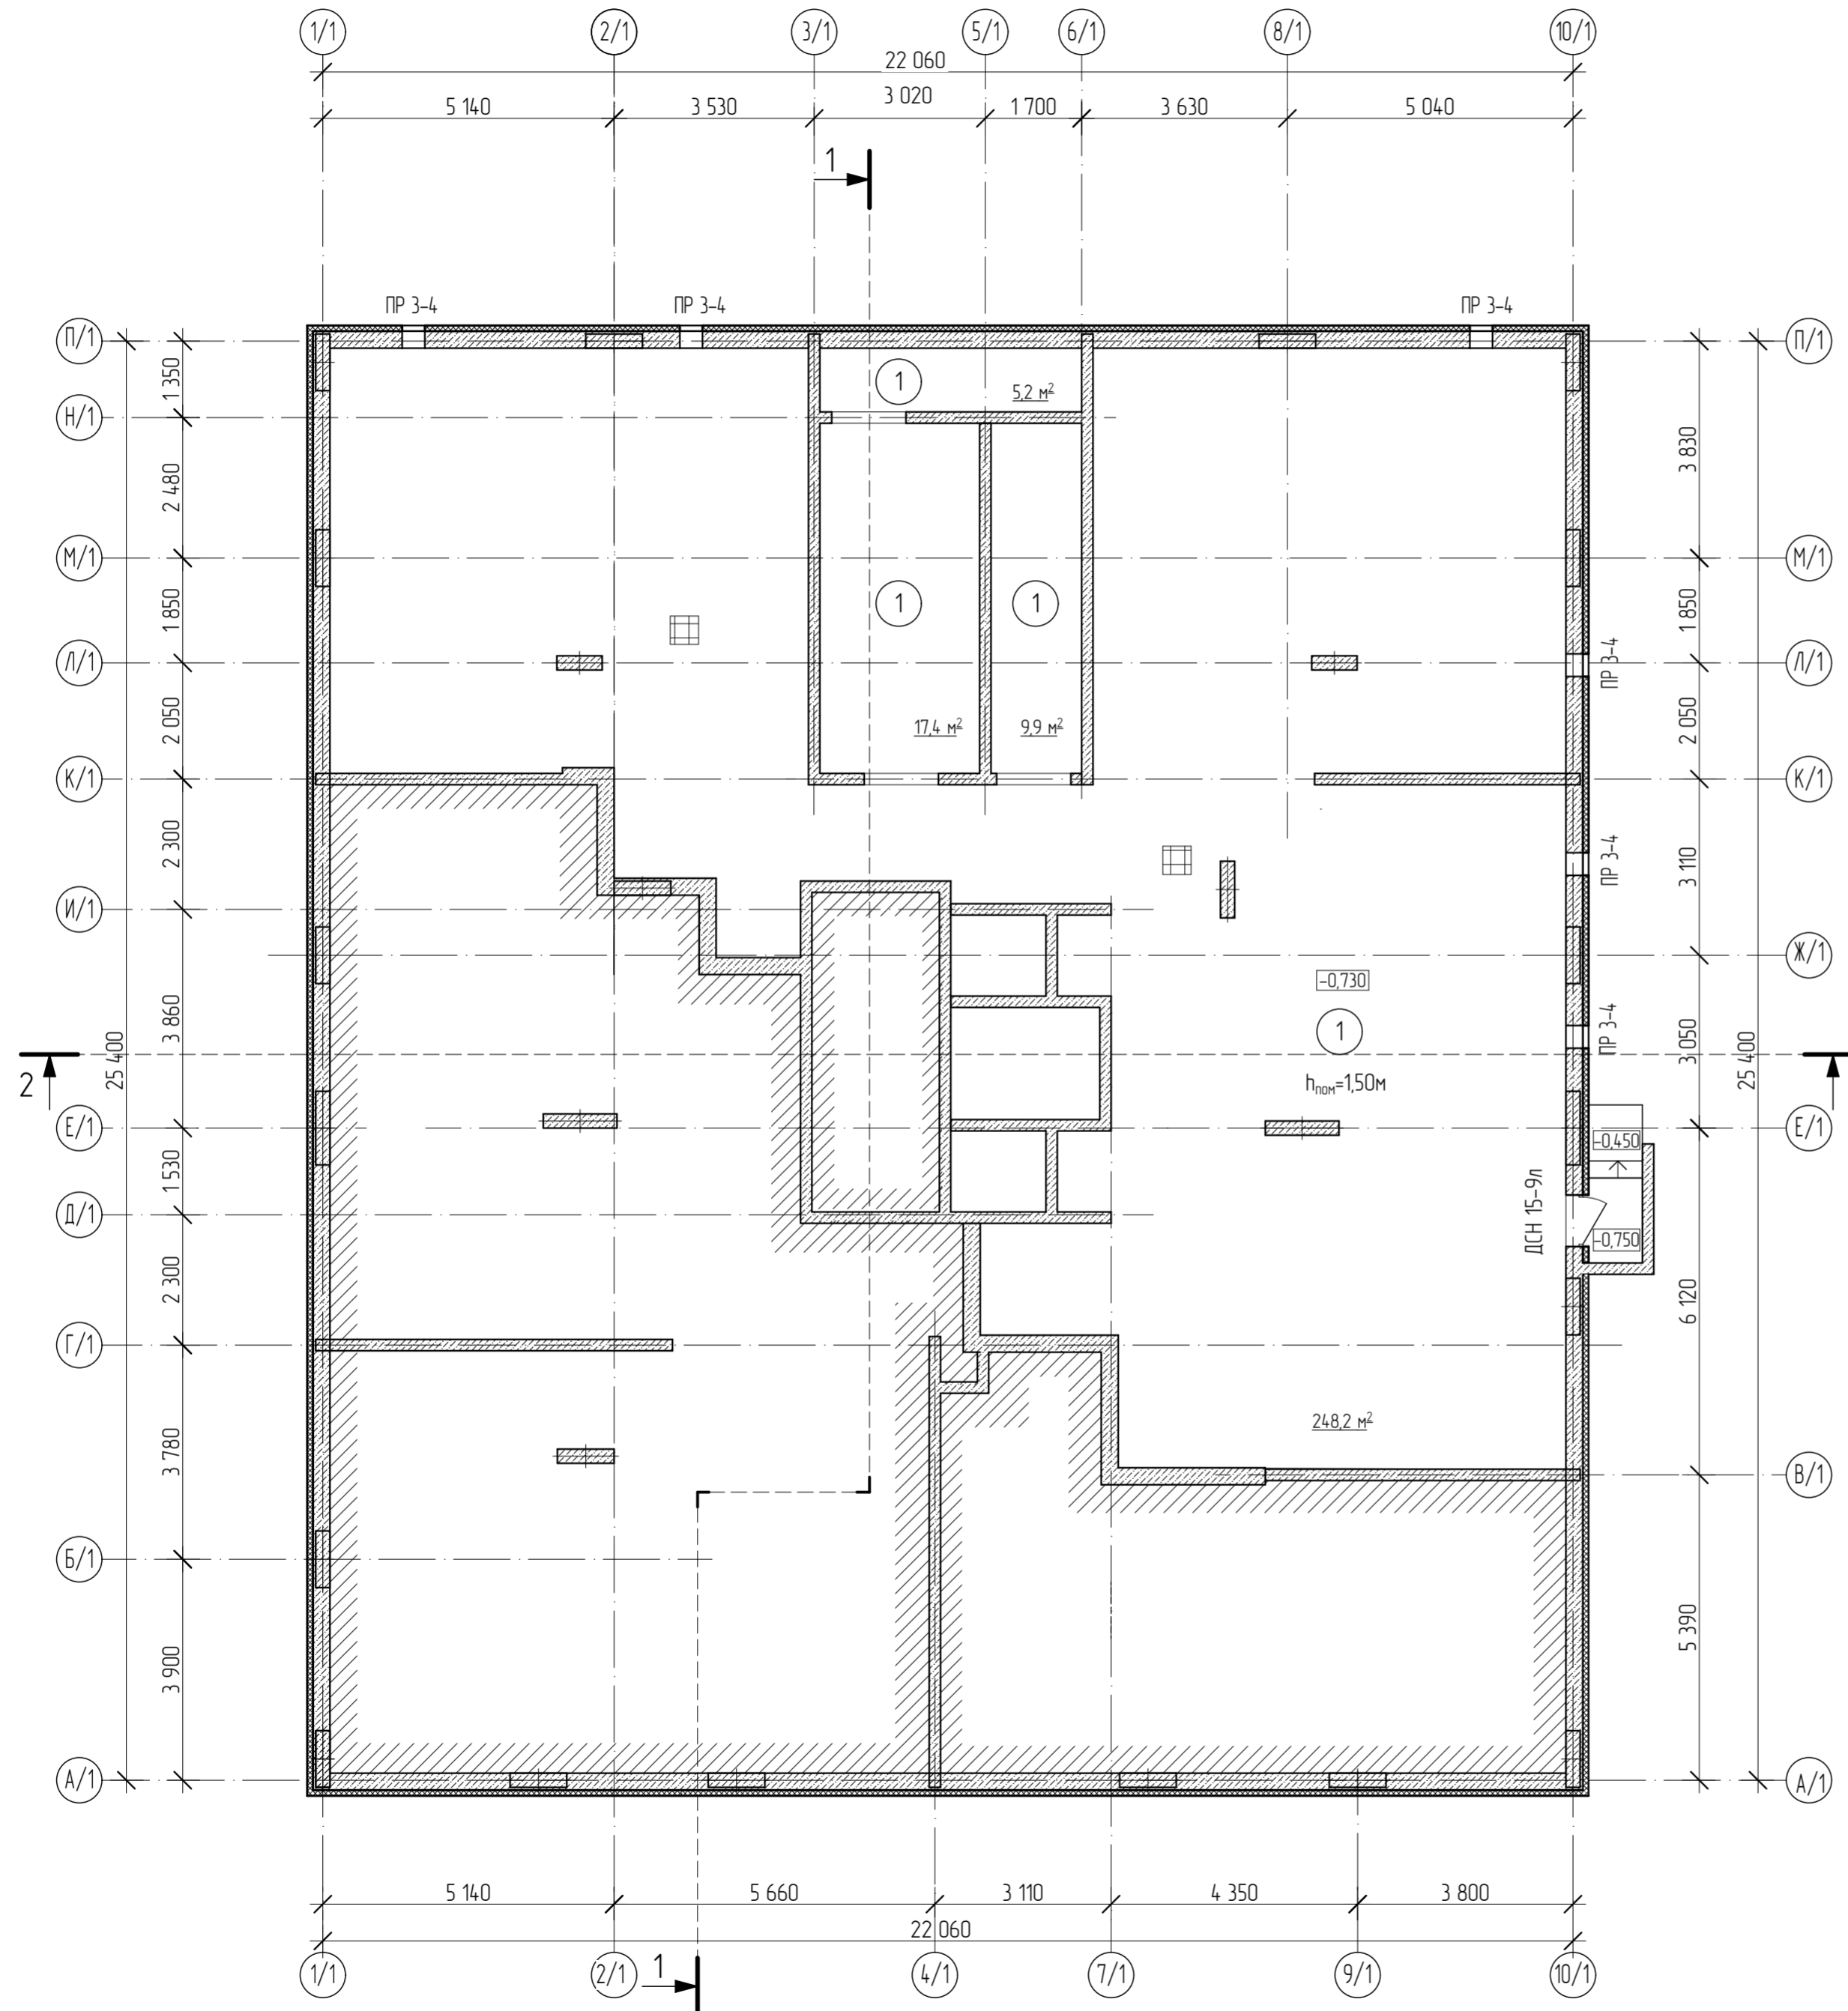 1/1 2/1 3/1 5/1 6/1 8/1 10/1
22 060
5 140 3 530 3 020 1 700 3 630 5 040
1
ПР 3-4 ПР 3-4 ПР 3-4
П/1 П/1
1 350
1
5,2 м²
Н/1
3 830
2 480
М/1 М/1
1 1
1 850 1 850
ПР 3-4
Л/1 Л/1
2 050 2 050
17,4 м² 9,9 м²
К/1 К/1
2 300
3 110
ПР 3-4
И/1
Ж/1
-0,730
3 860
1
ПР 3-4
3 050
25 400 25 400
2
hпом=1,50м
Е/1 Е/1
-0,450
1 530
ДСН 15-9л
Д/1
-0,750
2 300
6 120
Г/1
248,2 м²
3 780
В/1
Б/1
5 390
3 900
А/1 А/1
5 140 5 660 3 110 4 350 3 800
22 060
1
1/1 2/1 4/1 7/1 9/1 10/1